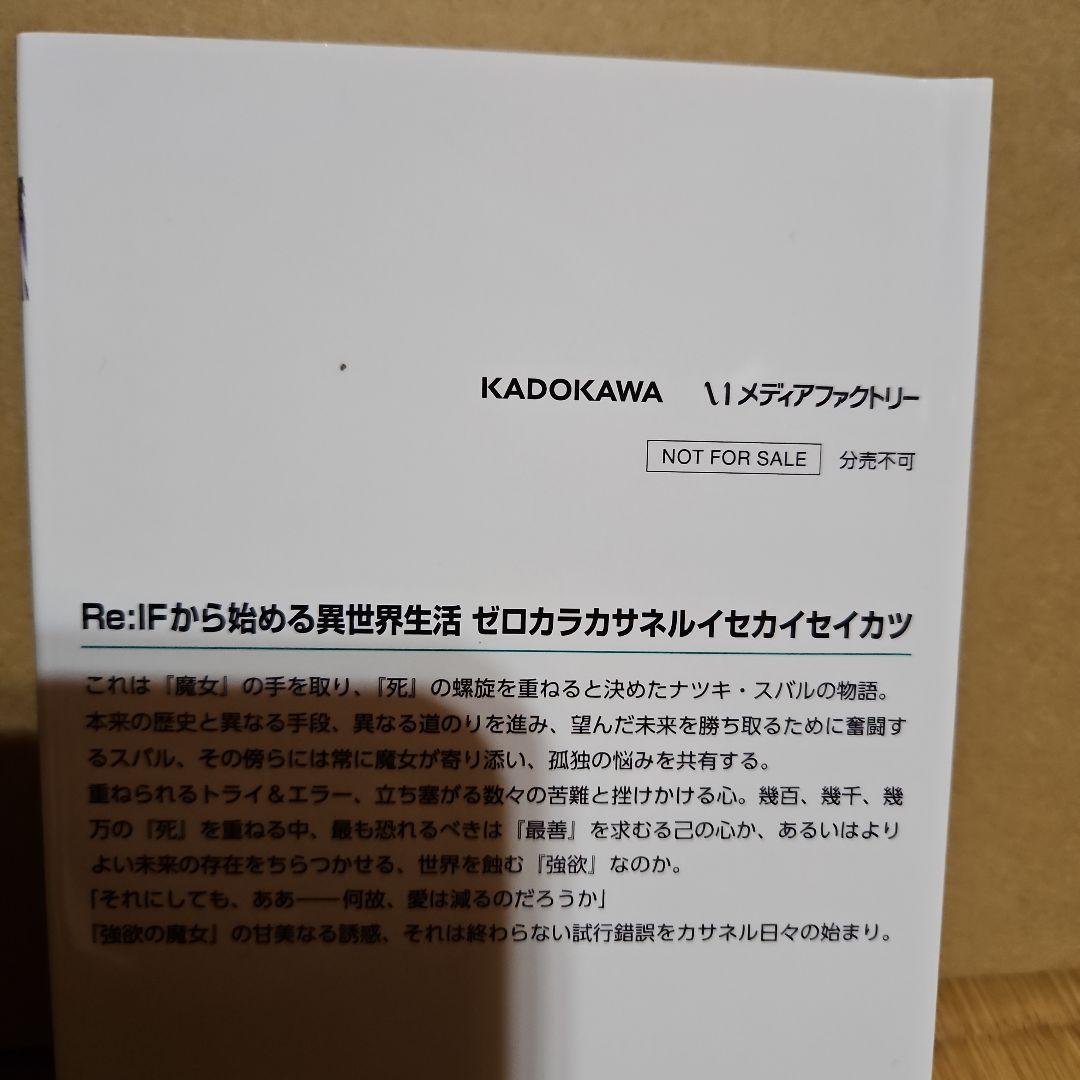 KADOKAWA メディアファクトリー
NOT FOR SALE 分売不可
Re:IFから始める異世界生活 ゼロカラカサネルイセカイセイカツ
これは『魔女』の手を取り、『死』の螺旋を重ねると決めたナツキ・スバルの物語。
本来の歴史と異なる手段、異なる道のりを進み、望んだ未来を勝ち取るために奮闘す
るスバル、その傍らには常に魔女が寄り添い、孤独の悩みを共有する。
重ねられるトライ&エラー、立ち塞がる数々の苦難と挫けかける心。幾百、幾千、幾
万の『死』を重ねる中、最も恐れるべきは『最善』を求むる己の心か、あるいはより
よい未来の存在をちらつかせる、世界を蝕む『強欲』なのか。
「それにしても、ああ――何故、愛は減るのだろうか」
『強欲の魔女』の甘美なる誘惑、それは終わらない試行錯誤をカサネル日々の始まり。